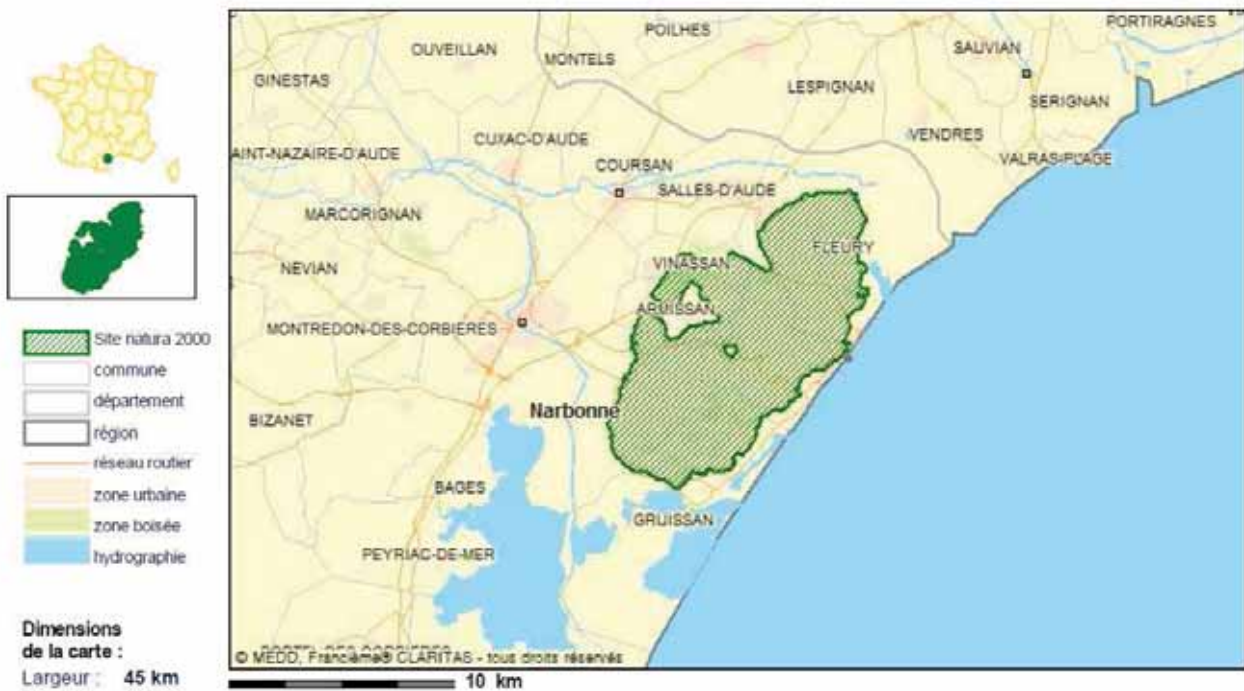 POILHES
PORTIRAGNES
OUVEILLAN
MONTELS
SAUVIAN
GINESTAS
LESPIGNAN
SERIGNAN
CUXAC-D'AUDE
VENDRES
AINT-NAZAIRE-D'AUDE
COURSAN
VALRAS-PLAGE
SALLES-D'AUDE
MARCORIGNAN
FLEURY
NEVIAN
VINASSAN
ARMISSAN
MONTREDON-DES-CORBIERES
Narbonne
BIZANET
BAGES
GRUISSAN
PEYRIAC-DE-MER
© MEDD, Francième® CLARITAS - tous droits réservés
10 km
Site natura 2000
commune
département
région
réseau routier
zone urbaine
zone boisée
hydrographie
Dimensions
de la carte :
Largeur : 45 km